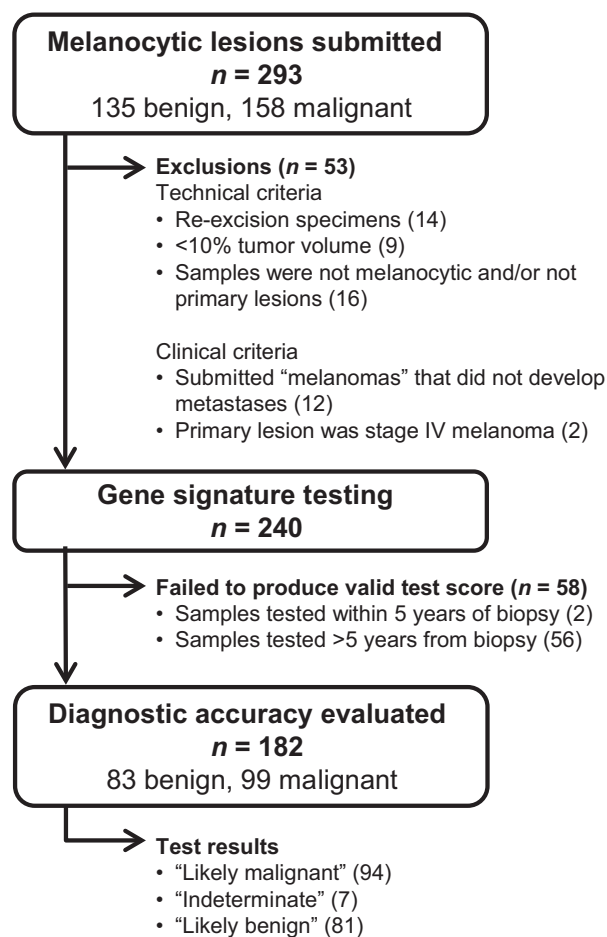 Melanocytic lesions submitted
n = 293
135 benign, 158 malignant
Exclusions (n = 53)
Technical criteria
• Re-excision specimens (14)
• <10% tumor volume (9)
• Samples were not melanocytic and/or not
primary lesions (16)
Clinical criteria
• Submitted “melanomas” that did not develop
metastases (12)
• Primary lesion was stage IV melanoma (2)
Gene signature testing
n = 240
Failed to produce valid test score (n = 58)
• Samples tested within 5 years of biopsy (2)
• Samples tested >5 years from biopsy (56)
Diagnostic accuracy evaluated
n = 182
83 benign, 99 malignant
Test results
• “Likely malignant” (94)
• “Indeterminate” (7)
• “Likely benign” (81)